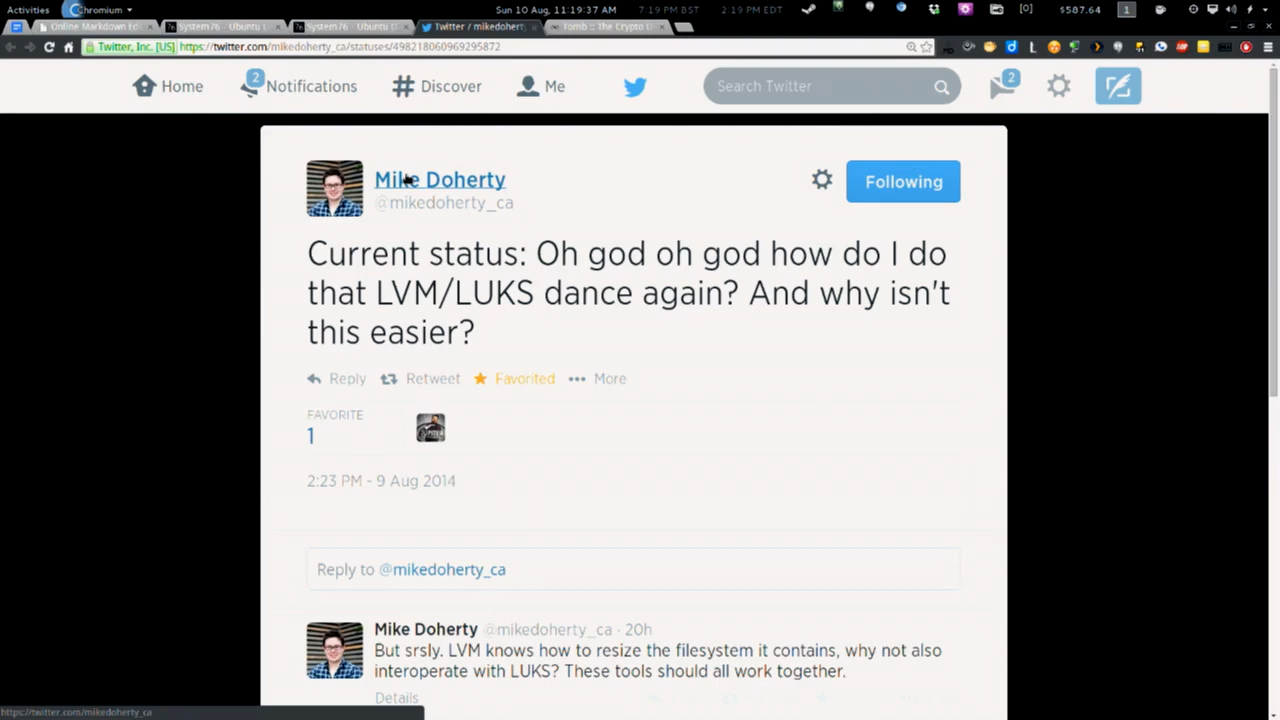 Activities
Chromium
Sun 10 Aug, 11:19:37 AM
7:19 PM BST
2:19 PM EDT
[0]
$587.64
1
Online Markdown Ed
System76 - Ubuntu L
System76 - Ubuntu D
Twitter / mikedohert
Tomb :: The Crypto
Twitter, Inc. [US]
https://twitter.com/mikedoherty_ca/statuses/498218060969295872
Home
2
Notifications
Discover
Me
Search Twitter
2
Mike Doherty
@mikedoherty_ca
Following
Current status: Oh god oh god how do I do
that LVM/LUKS dance again? And why isn't
this easier?
Reply
Retweet
Favorited
More
FAVORITE
1
2:23 PM - 9 Aug 2014
Reply to @mikedoherty_ca
Mike Doherty @mikedoherty_ca · 20h
But srsly. LVM knows how to resize the filesystem it contains, why not also
interoperate with LUKS? These tools should all work together.
Details
https://twitter.com/mikedoherty_ca